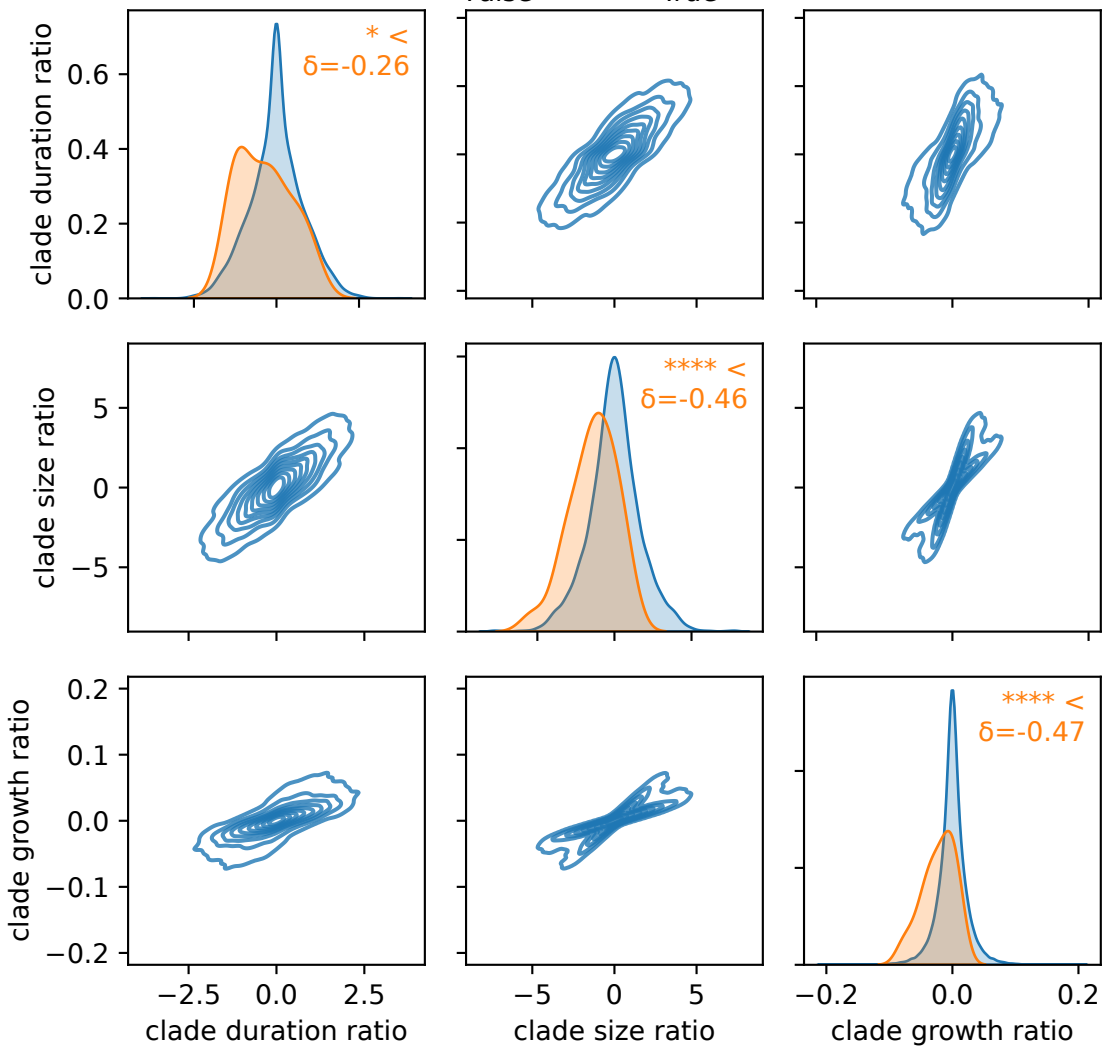 clade duration ratio
0.6
0.4
0.2
0.0
* <
δ=-0.26
clade size ratio
5
0
−5
**** <
δ=-0.46
clade growth ratio
0.2
0.1
0.0
−0.1
−0.2
**** <
δ=-0.47
−2.5 0.0 2.5
−5 0 5
−0.2 0.0 0.2
clade duration ratio
clade size ratio
clade growth ratio